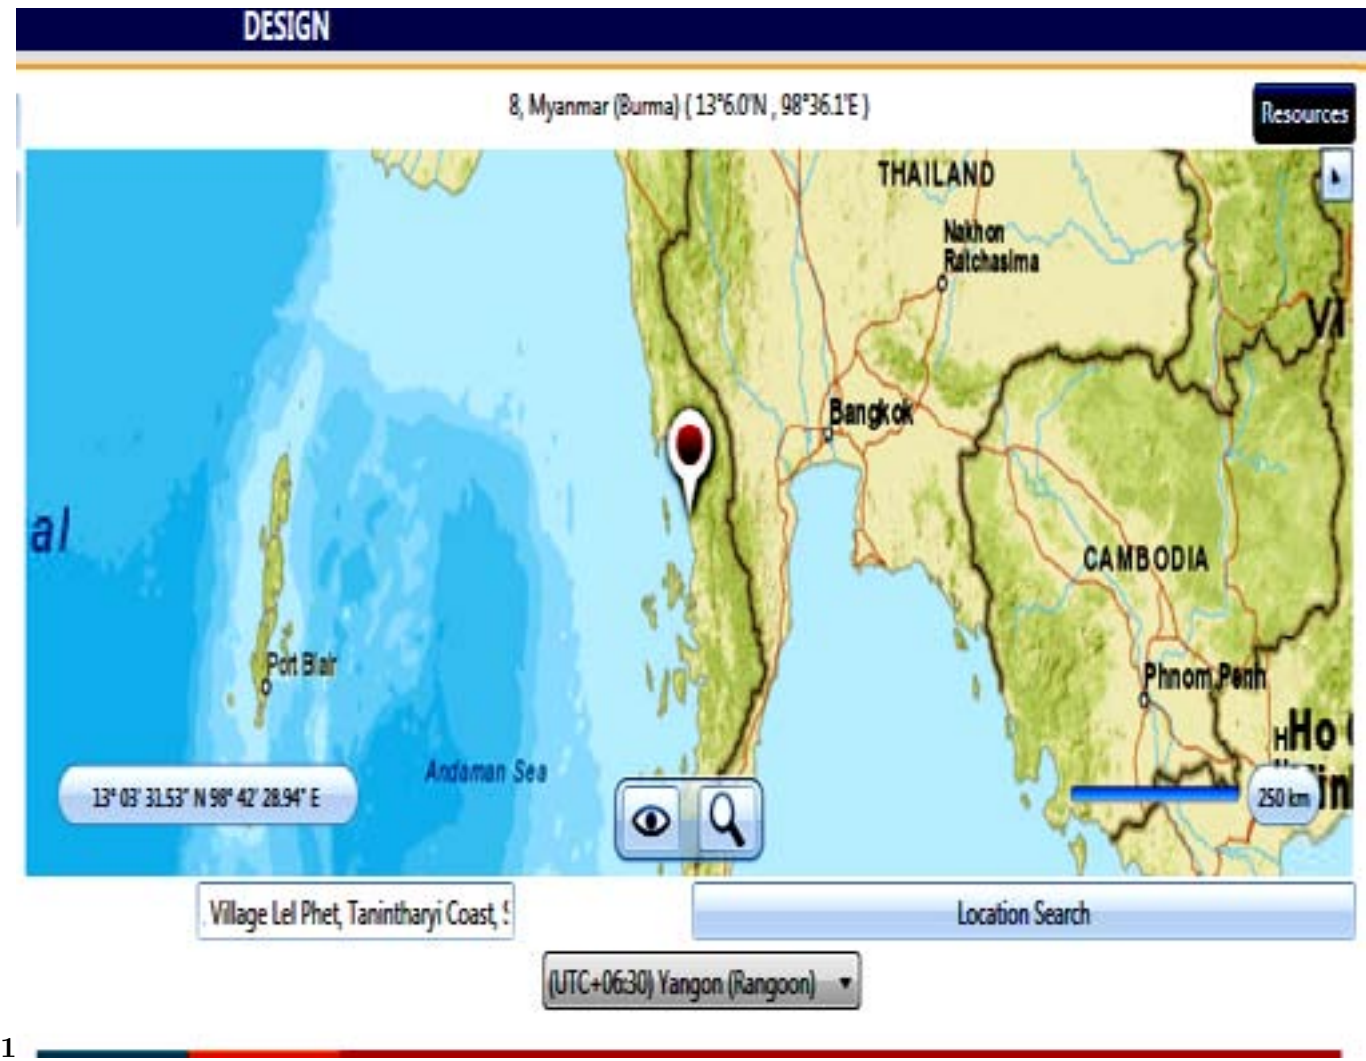 DESIGN
8, Myanmar (Burma) ( 13°6.0'N , 98°36.1'E )
Resources
THAILAND
Nakhon
Ratchasima
VI
Bangkok
al
CAMBODIA
Port Blair
Phnom Penh
Ho
Andaman Sea
13° 03' 31.53" N 98° 42' 28.94" E
250 km
in
Village Lel Phet, Tanintharyi Coast,
Location Search
(UTC+06:30) Yangon (Rangoon)
1